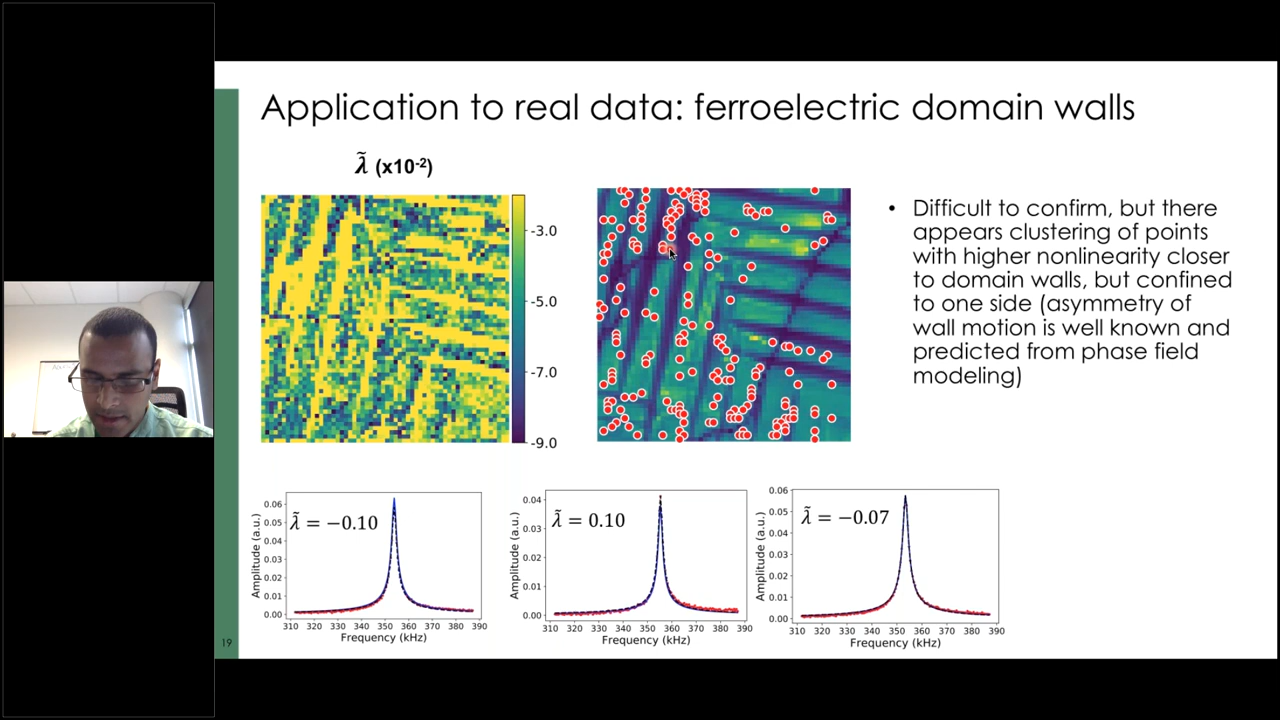 Application to real data: ferroelectric domain walls
λ̃ (x10-2)
-3.0
-5.0
-7.0
-9.0
• Difficult to confirm, but there
appears clustering of points
with higher nonlinearity closer
to domain walls, but confined
to one side (asymmetry of
wall motion is well known and
predicted from phase field
modeling)
λ̃ = −0.10
Amplitude (a.u.)
0.06
0.05
0.04
0.03
0.02
0.01
0.00
310 320 330 340 350 360 370 380 390
Frequency (kHz)
λ̃ = 0.10
Amplitude (a.u.)
0.04
0.03
0.02
0.01
0.00
310 320 330 340 350 360 370 380 390
Frequency (kHz)
λ̃ = −0.07
Amplitude (a.u.)
0.06
0.05
0.04
0.03
0.02
0.01
0.00
310 320 330 340 350 360 370 380 390
Frequency (kHz)
19